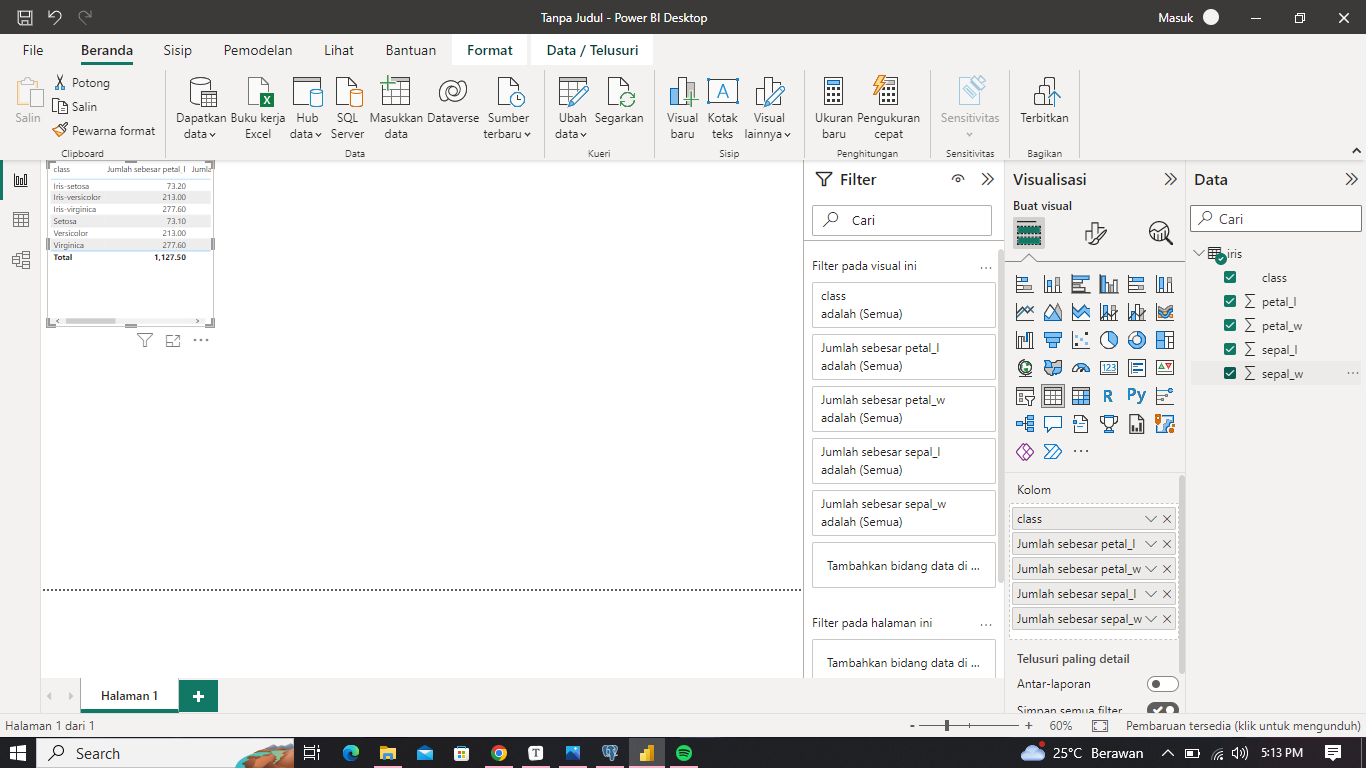 Tanpa Judul - Power BI Desktop
Masuk
File
Beranda
Sisip
Pemodelan
Lihat
Bantuan
Format
Data / Telusuri
Salin
Potong
Salin
Pewarna format
Clipboard
Dapatkan data
Buku kerja Excel
Hub data
SQL Server
Masukkan data
Dataverse
Sumber terbaru
Data
Ubah data
Segarkan
Kueri
Visual baru
Kotak teks
Visual lainnya
Sisip
Ukuran baru
Pengukuran cepat
Penghitungan
Sensitivitas
Sensitivitas
Terbitkan
Bagikan
class Jumlah sebesar petal_l Jumla
Iris-setosa 73.20
Iris-versicolor 213.00
Iris-virginica 277.60
Setosa 73.10
Versicolor 213.00
Virginica 277.60
Total 1,127.50
Filter
Cari
Filter pada visual ini
class
adalah (Semua)
Jumlah sebesar petal_l
adalah (Semua)
Jumlah sebesar petal_w
adalah (Semua)
Jumlah sebesar sepal_l
adalah (Semua)
Jumlah sebesar sepal_w
adalah (Semua)
Tambahkan bidang data di ...
Filter pada halaman ini
Tambahkan bidang data di ...
Visualisasi
Buat visual
123
R
Py
Kolom
class
Jumlah sebesar petal_l
Jumlah sebesar petal_w
Jumlah sebesar sepal_l
Jumlah sebesar sepal_w
Telusuri paling detail
Antar-laporan
Simpan semua filter
Data
Cari
iris
class
petal_l
petal_w
sepal_l
sepal_w
Halaman 1
Halaman 1 dari 1
60%
Pembaruan tersedia (klik untuk mengunduh)
Search
25°C Berawan
5:13 PM